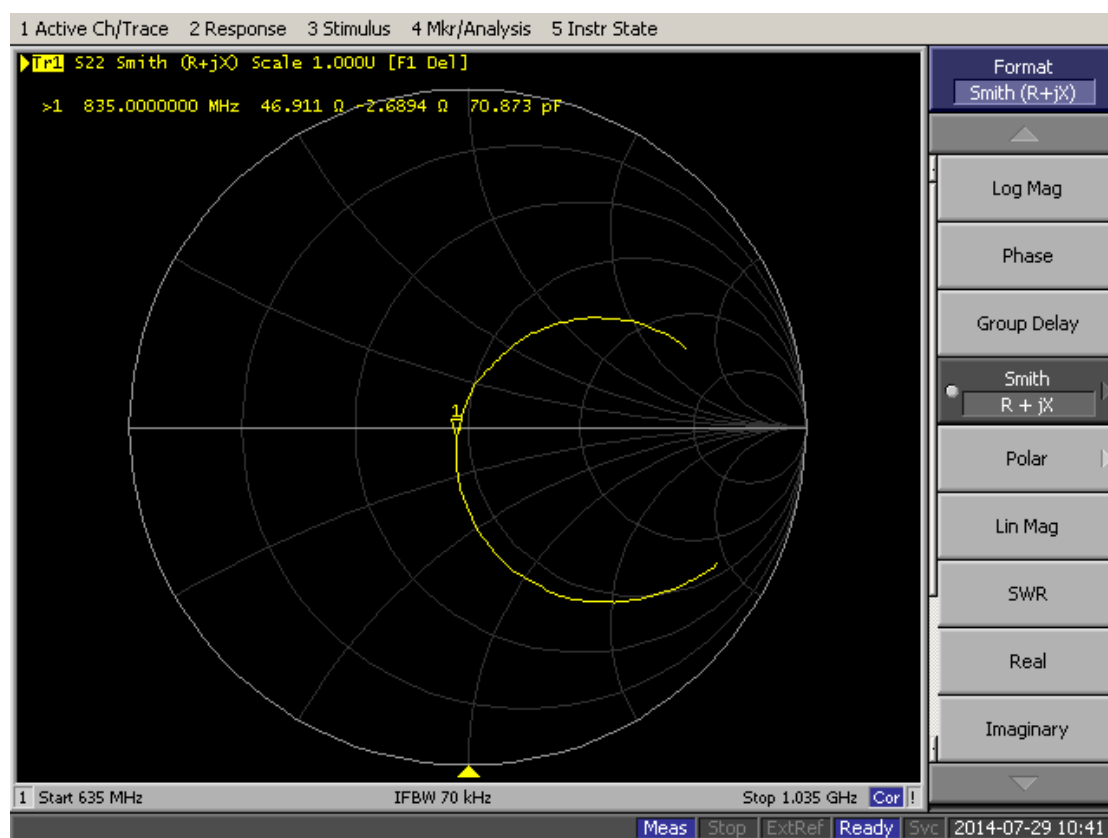 1 Active Ch/Trace 2 Response 3 Stimulus 4 Mkr/Analysis 5 Instr State
Tr1 S22 Smith (R+jX) Scale 1.000U [F1 Del]
>1 835.0000000 MHz 46.911 Ω -2.6894 Ω 70.873 pF
1
Format
Smith (R+jX)
Log Mag
Phase
Group Delay
Smith
R + jX
Polar
Lin Mag
SWR
Real
Imaginary
1 Start 635 MHz IFBW 70 kHz Stop 1.035 GHz Cor !
Meas Stop ExtRef Ready Svc 2014-07-29 10:41